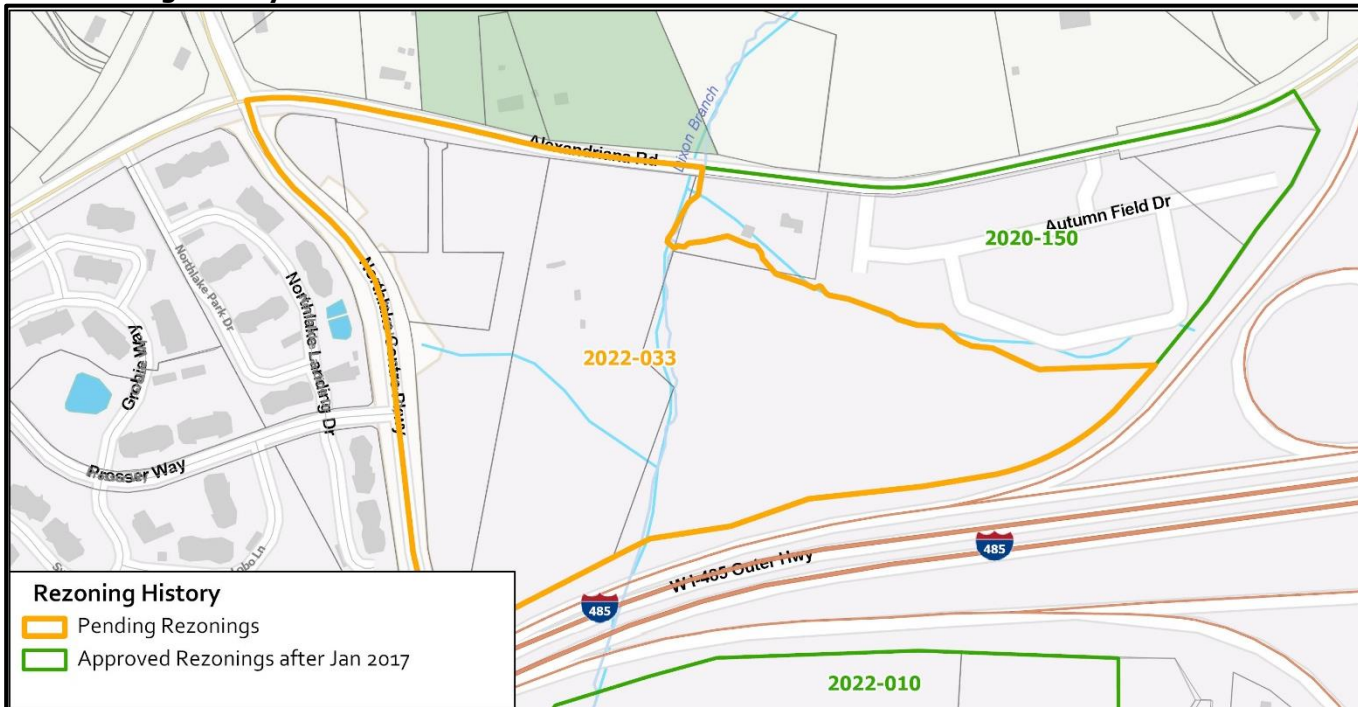 Dixon Branch
Alexandriana Rd
Autumn Field Dr
2020-150
Northlake Park Dr
Northlake Landing Dr
Northlake Centre Pkwy
Grobie Way
2022-033
Prosser Way
W I-485 Outer Hwy
485
485
Rezoning History
Pending Rezonings
Approved Rezonings after Jan 2017
2022-010